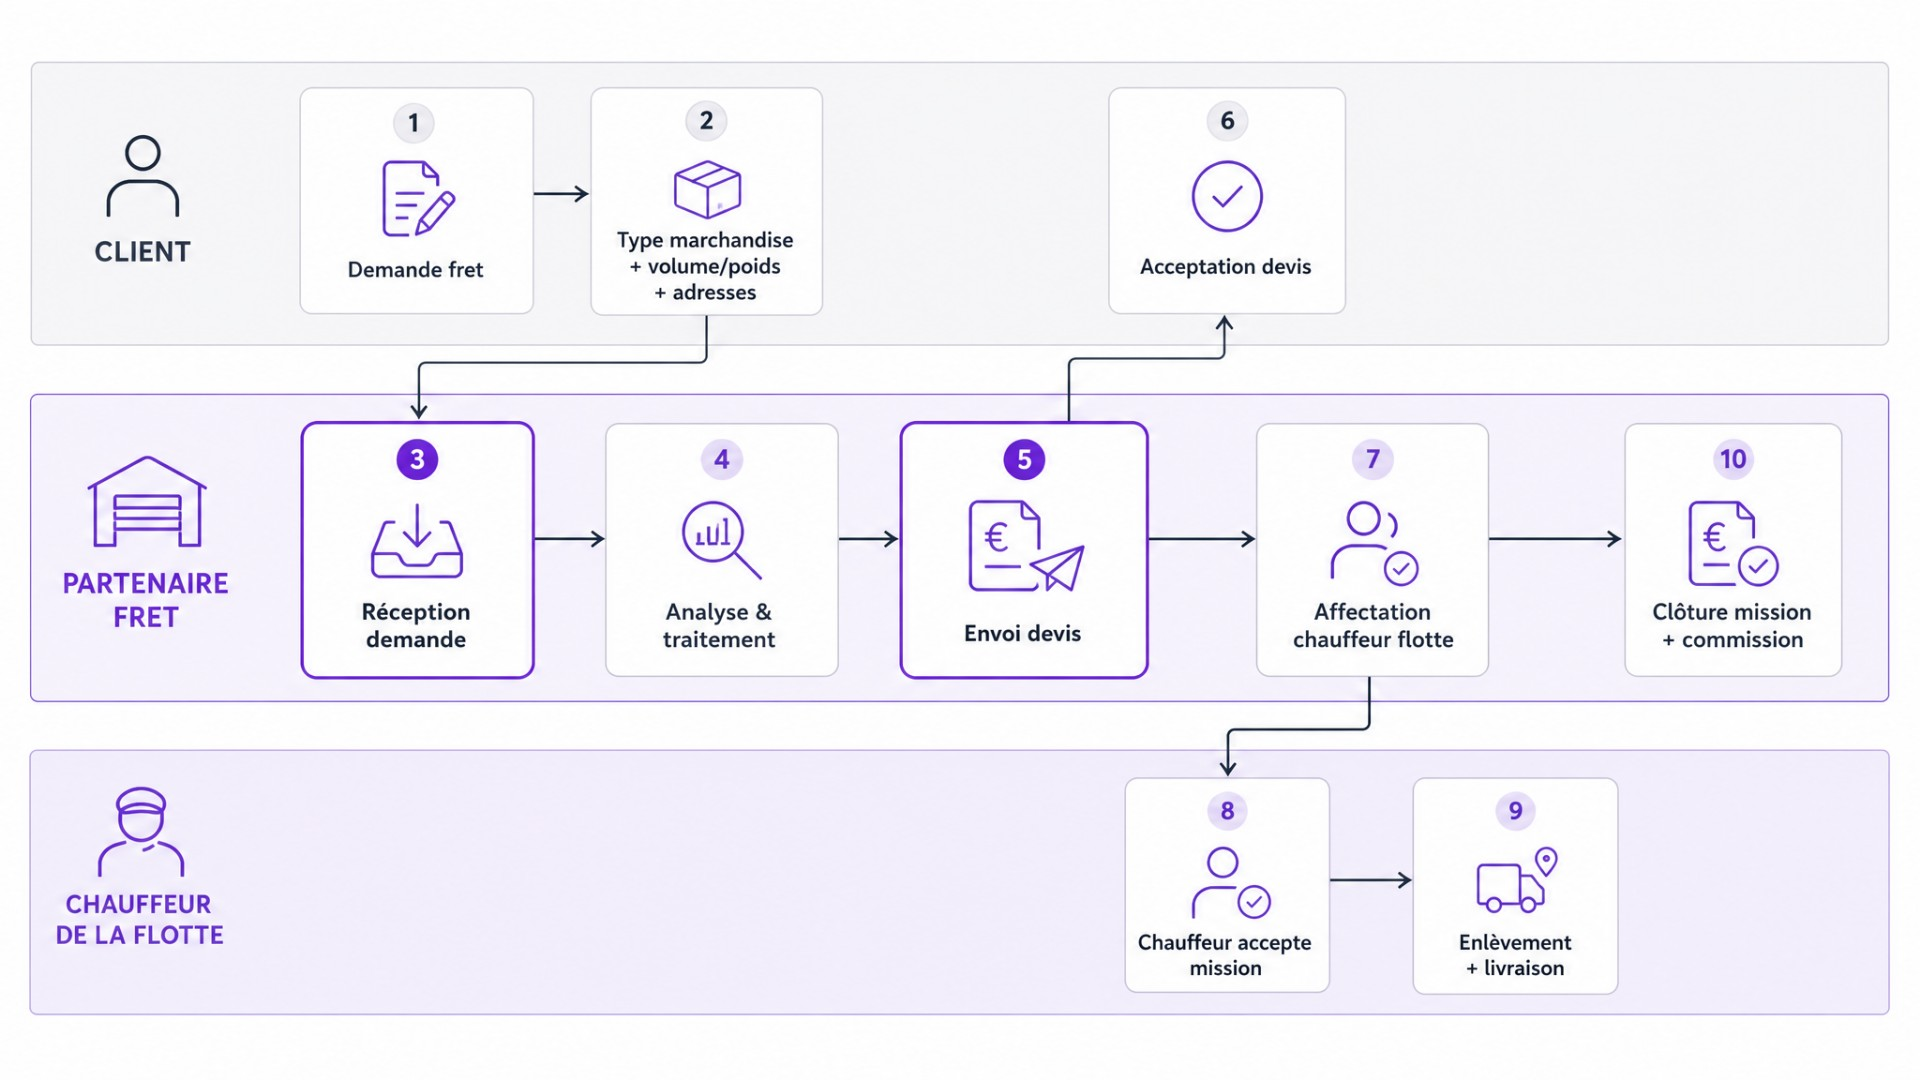 CLIENT
1
Demande fret
2
Type marchandise
+ volume/poids
+ adresses
6
Acceptation devis
PARTENAIRE
FRET
3
Réception
demande
4
Analyse &
traitement
5
€
Envoi devis
7
Affectation
chauffeur flotte
10
€
Clôture mission
+ commission
CHAUFFEUR
DE LA FLOTTE
8
Chauffeur accepte
mission
9
Enlèvement
+ livraison